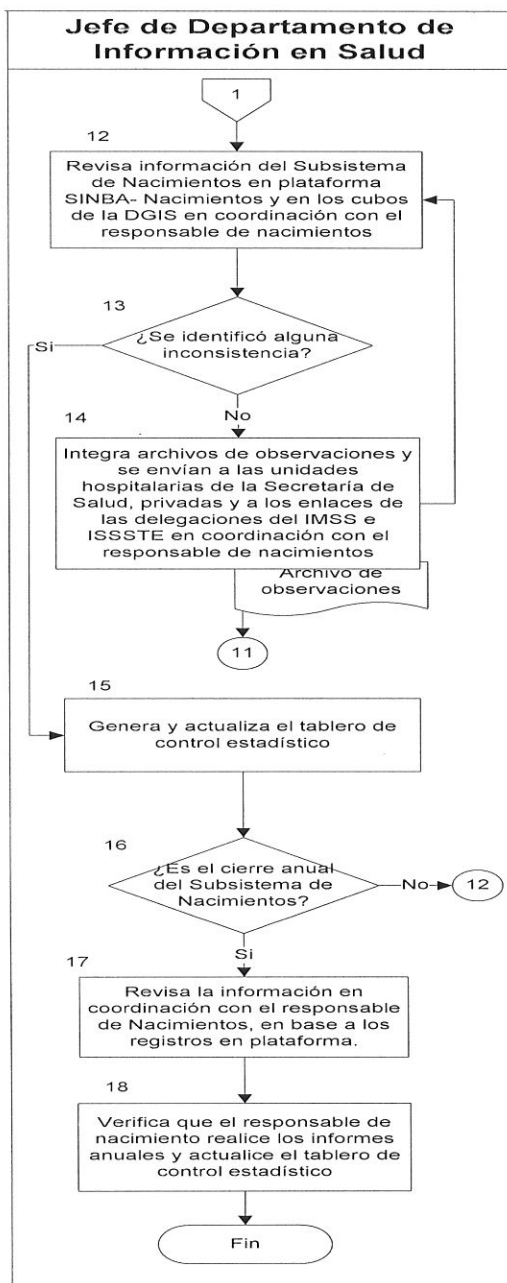 Jefe de Departamento de
Información en Salud
1
12
Revisa información del Subsistema
de Nacimientos en plataforma
SINBA- Nacimientos y en los cubos
de la DGIS en coordinación con el
responsable de nacimientos
13
¿Se identificó alguna
inconsistencia?
Si
No
14
Integra archivos de observaciones y
se envían a las unidades
hospitalarias de la Secretaría de
Salud, privadas y a los enlaces de
las delegaciones del IMSS e
ISSSTE en coordinación con el
responsable de nacimientos
Archivo de
observaciones
11
15
Genera y actualiza el tablero de
control estadístico
16
¿Es el cierre anual
del Subsistema de
Nacimientos?
No
12
Si
17
Revisa la información en
coordinación con el responsable
de Nacimientos, en base a los
registros en plataforma.
18
Verifica que el responsable de
nacimiento realice los informes
anuales y actualice el tablero de
control estadístico
Fin